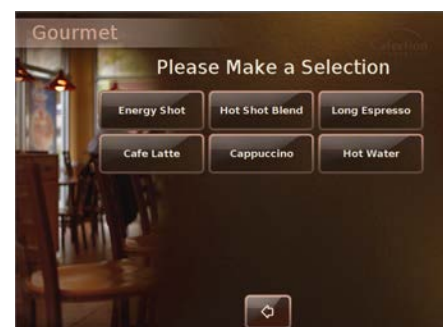 Gourmet
Please Make a Selection
Energy Shot
Hot Shot Blend
Long Espresso
Cafe Latte
Cappuccino
Hot Water